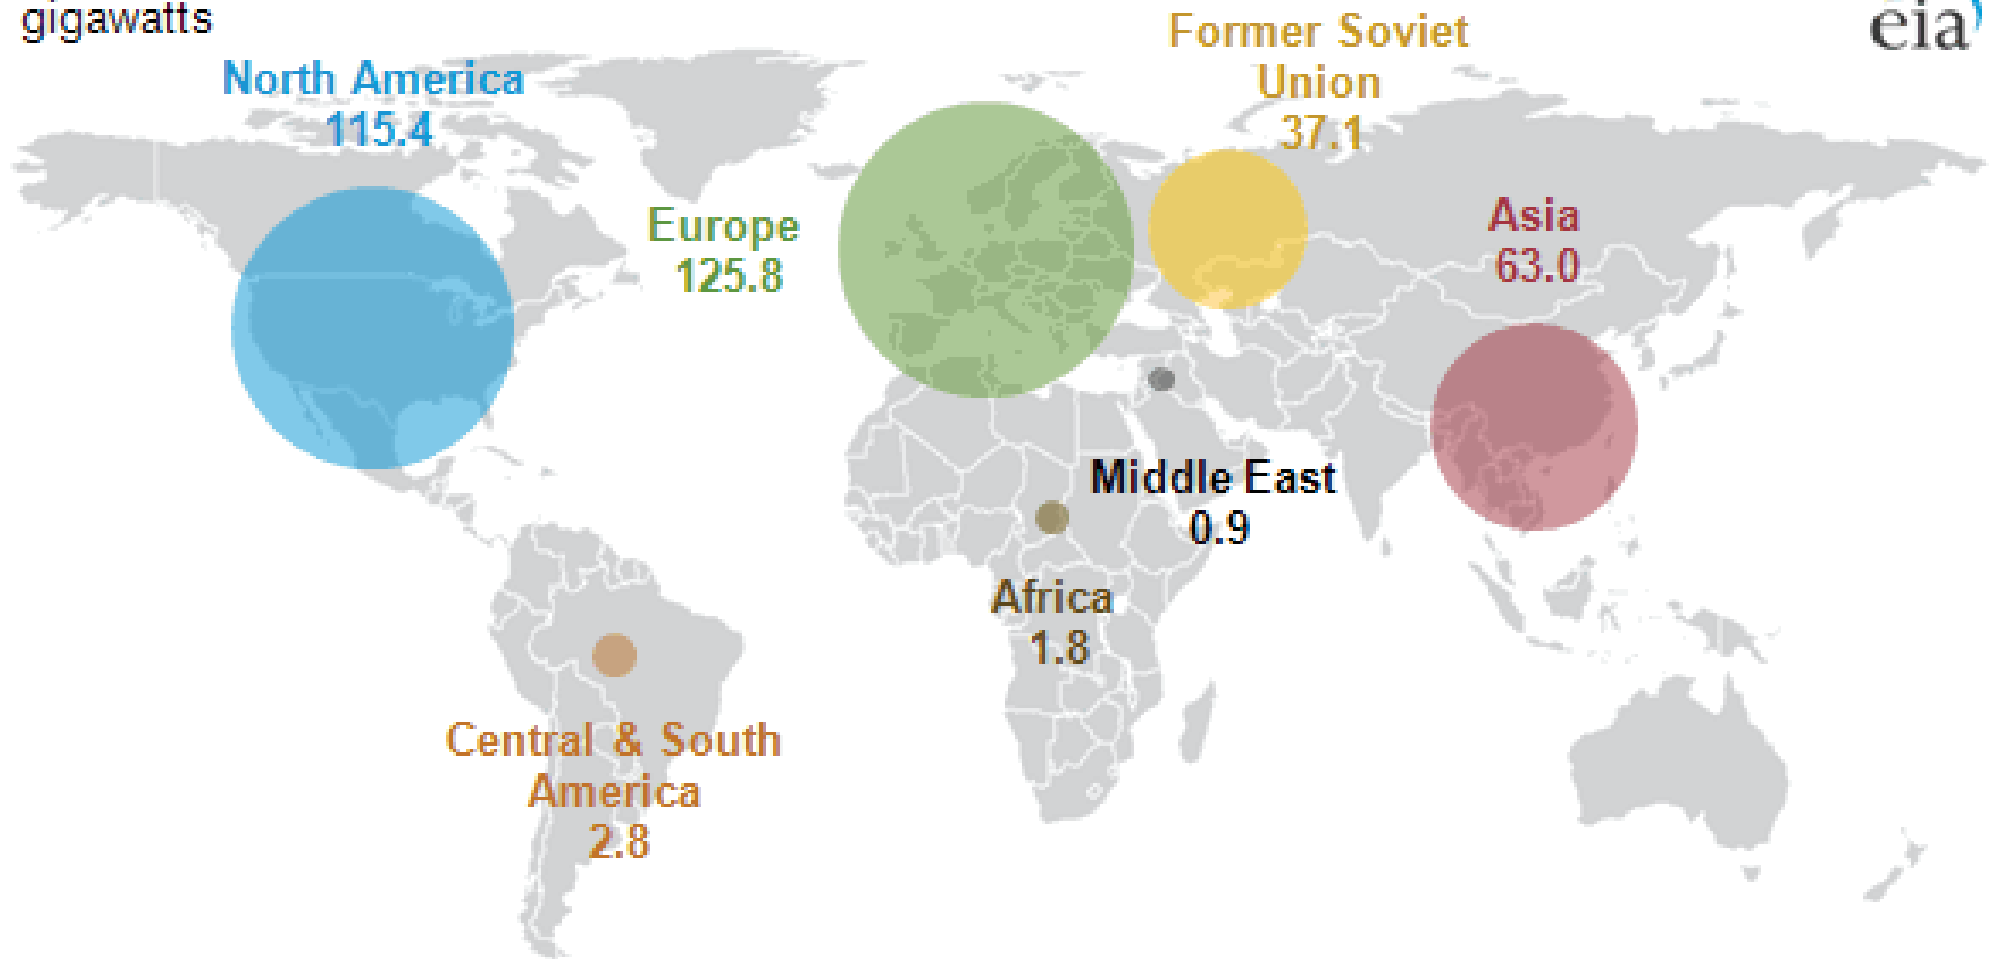 gigawatts
eia
North America
115.4
Former Soviet
Union
37.1
Europe
125.8
Asia
63.0
Middle East
0.9
Africa
1.8
Central & South
America
2.8